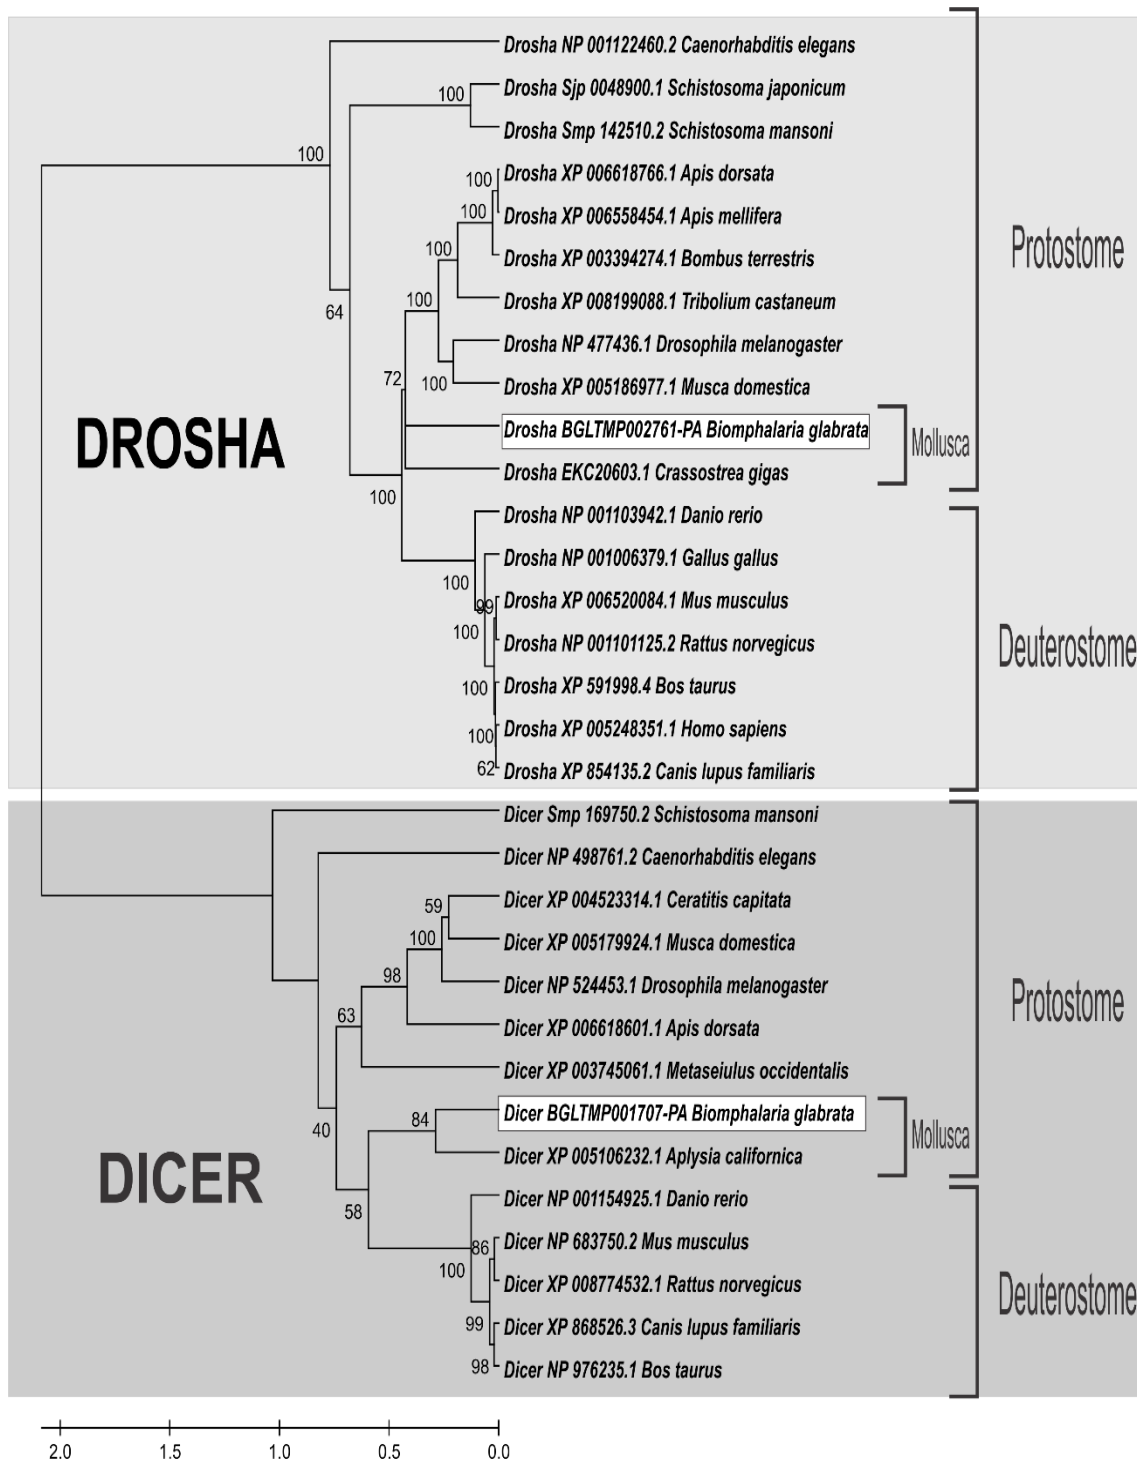 Drosha NP 001122460.2 Caenorhabditis elegans
100
Drosha Sjp 0048900.1 Schistosoma japonicum
Drosha Smp 142510.2 Schistosoma mansoni
100
100
Drosha XP 006618766.1 Apis dorsata
100
Drosha XP 006558454.1 Apis mellifera
100
Drosha XP 003394274.1 Bombus terrestris
Protostome
100
Drosha XP 008199088.1 Tribolium castaneum
64
Drosha NP 477436.1 Drosophila melanogaster
72
100
Drosha XP 005186977.1 Musca domestica
DROSHA
Drosha BGLTMP002761-PA Biomphalaria glabrata
Mollusca
Drosha EKC20603.1 Crassostrea gigas
100
Drosha NP 001103942.1 Danio rerio
Drosha NP 001006379.1 Gallus gallus
100
99
Drosha XP 006520084.1 Mus musculus
100
Drosha NP 001101125.2 Rattus norvegicus
Deuterostome
100
Drosha XP 591998.4 Bos taurus
100
Drosha XP 005248351.1 Homo sapiens
62
Drosha XP 854135.2 Canis lupus familiaris
Dicer Smp 169750.2 Schistosoma mansoni
Dicer NP 498761.2 Caenorhabditis elegans
59
Dicer XP 004523314.1 Ceratitis capitata
100
Dicer XP 005179924.1 Musca domestica
98
Dicer NP 524453.1 Drosophila melanogaster
Protostome
63
Dicer XP 006618601.1 Apis dorsata
Dicer XP 003745061.1 Metaseiulus occidentalis
84
Dicer BGLTMP001707-PA Biomphalaria glabrata
40
Mollusca
Dicer XP 005106232.1 Aplysia californica
DICER
58
Dicer NP 001154925.1 Danio rerio
86
Dicer NP 683750.2 Mus musculus
100
Dicer XP 008774532.1 Rattus norvegicus
Deuterostome
99
Dicer XP 868526.3 Canis lupus familiaris
98
Dicer NP 976235.1 Bos taurus
2.0 1.5 1.0 0.5 0.0